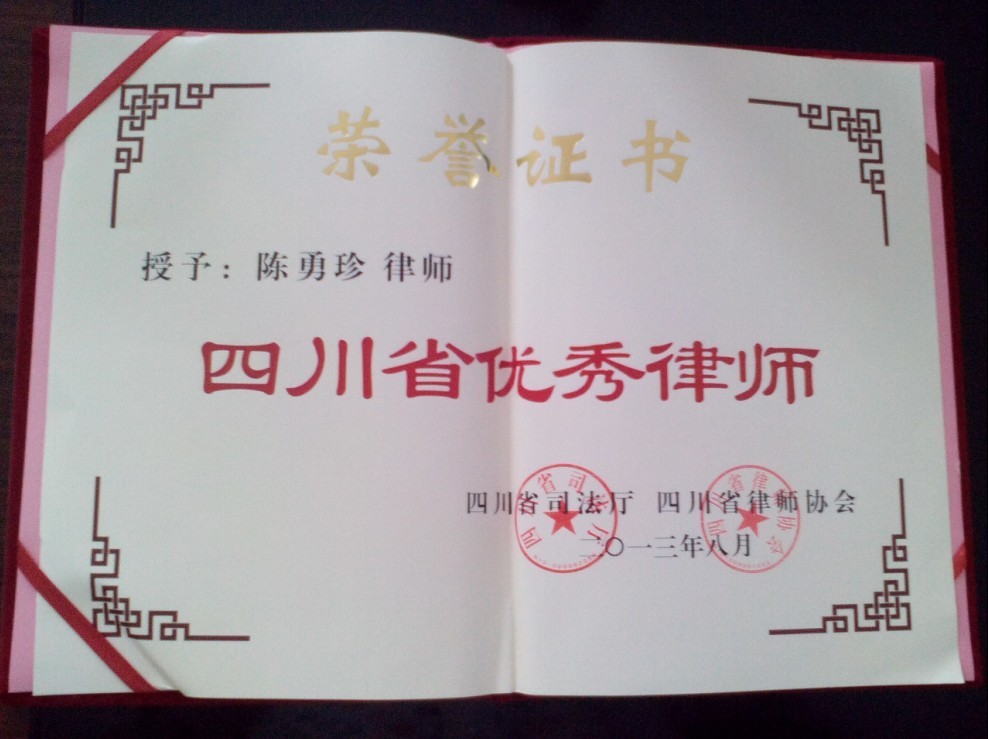 荣誉证书
授予：陈勇珍 律师
四川省优秀律师
四川省司法厅 四川省律师协会
二〇一三年八月